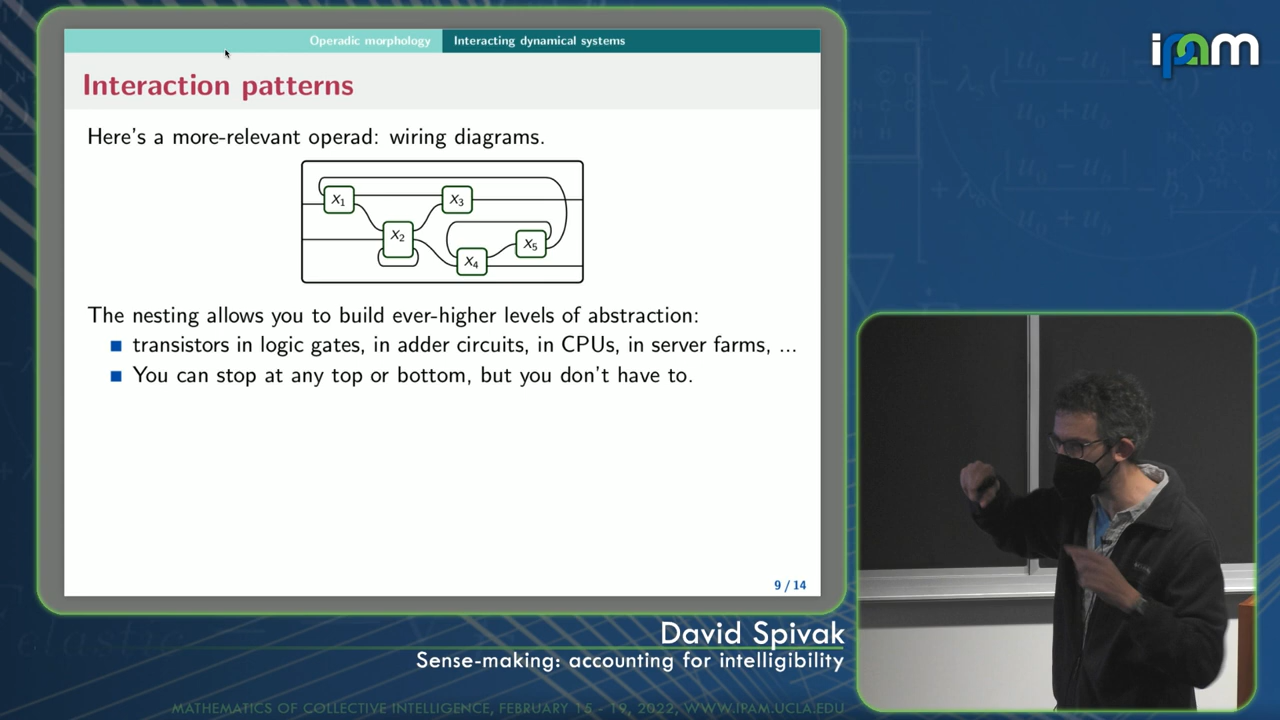 Operadic morphology
Interacting dynamical systems
Interaction patterns
Here's a more-relevant operad: wiring diagrams.
X1
X3
X2
X5
X4
The nesting allows you to build ever-higher levels of abstraction:
transistors in logic gates, in adder circuits, in CPUs, in server farms, ...
You can stop at any top or bottom, but you don't have to.
9 / 14
ipam
David Spivak
Sense-making: accounting for intelligibility
MATHEMATICS OF COLLECTIVE INTELLIGENCE, FEBRUARY 15 - 19, 2022, WWW.IPAM.UCLA.EDU